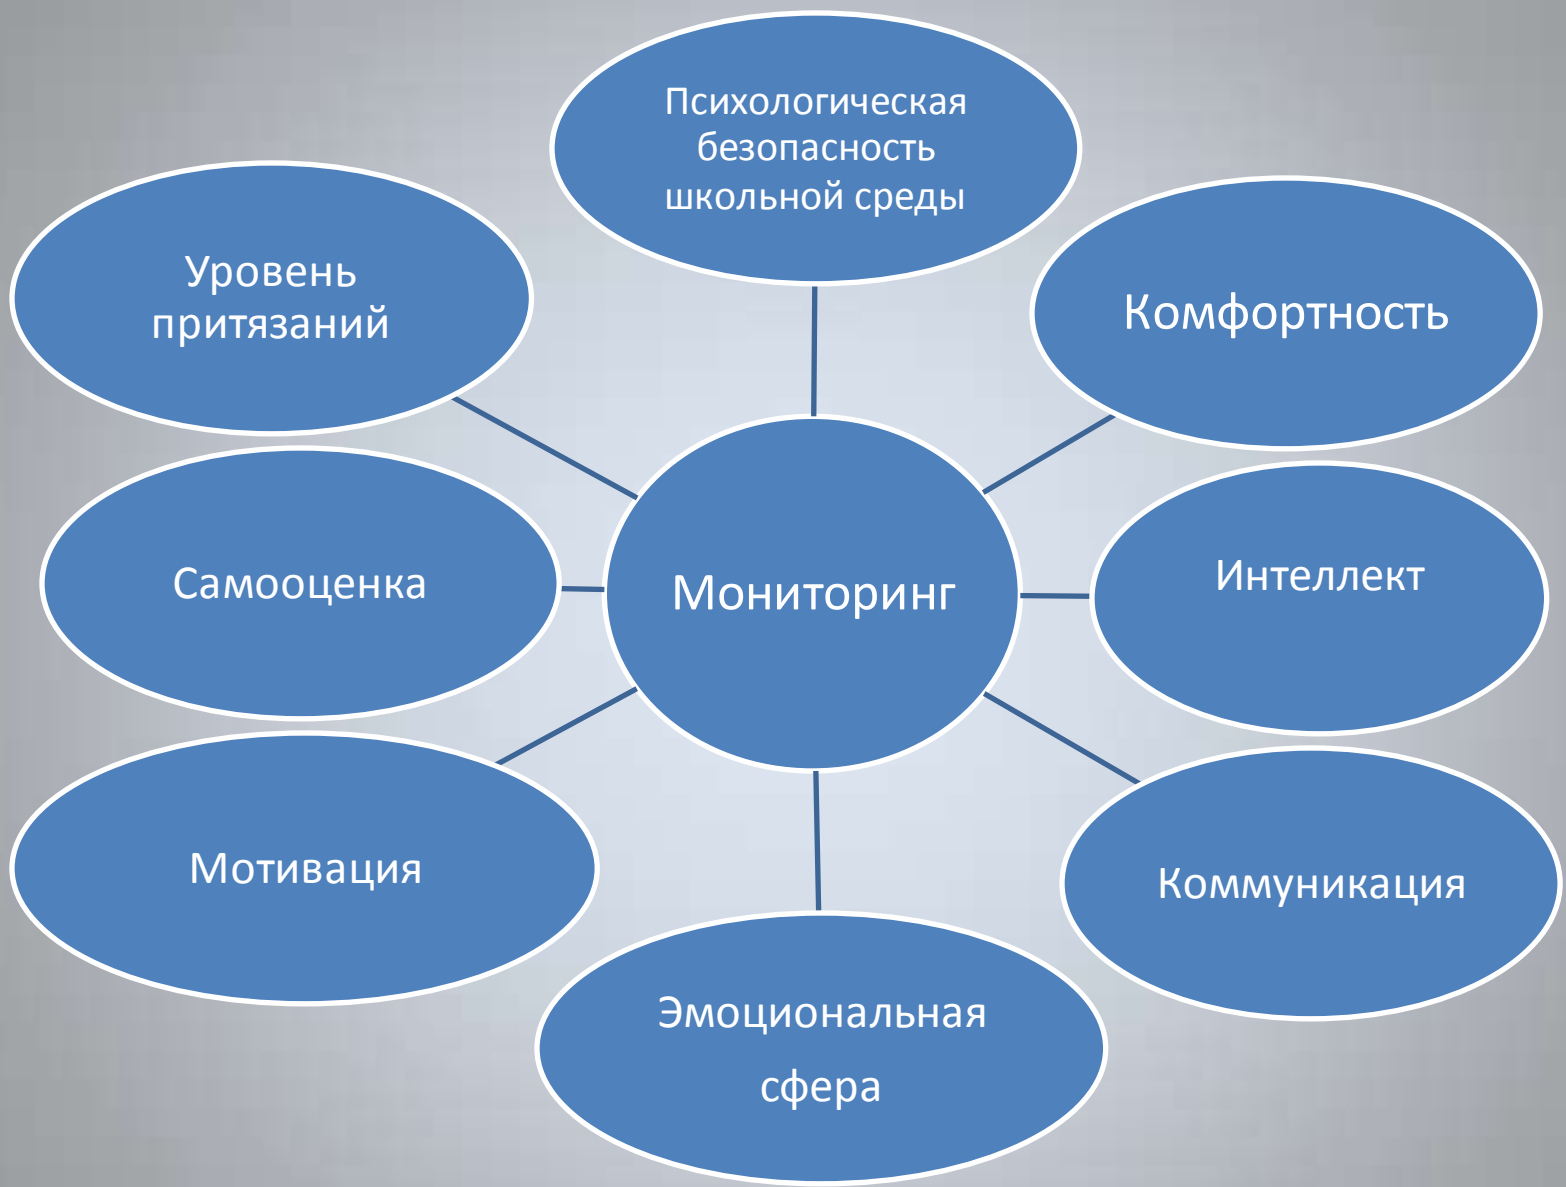 Психологическая
безопасность
школьной среды
Уровень
притязаний
Комфортность
Самооценка
Мониторинг
Интеллект
Мотивация
Коммуникация
Эмоциональная
сфера